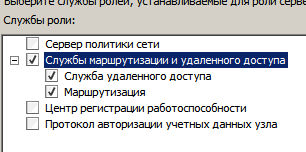 Выберите службы ролей, устанавливаемые для роли серве
Службы роли:
Сервер политики сети
Службы маршрутизации и удаленного доступа
Служба удаленного доступа
Маршрутизация
Центр регистрации работоспособности
Протокол авторизации учетных данных узла